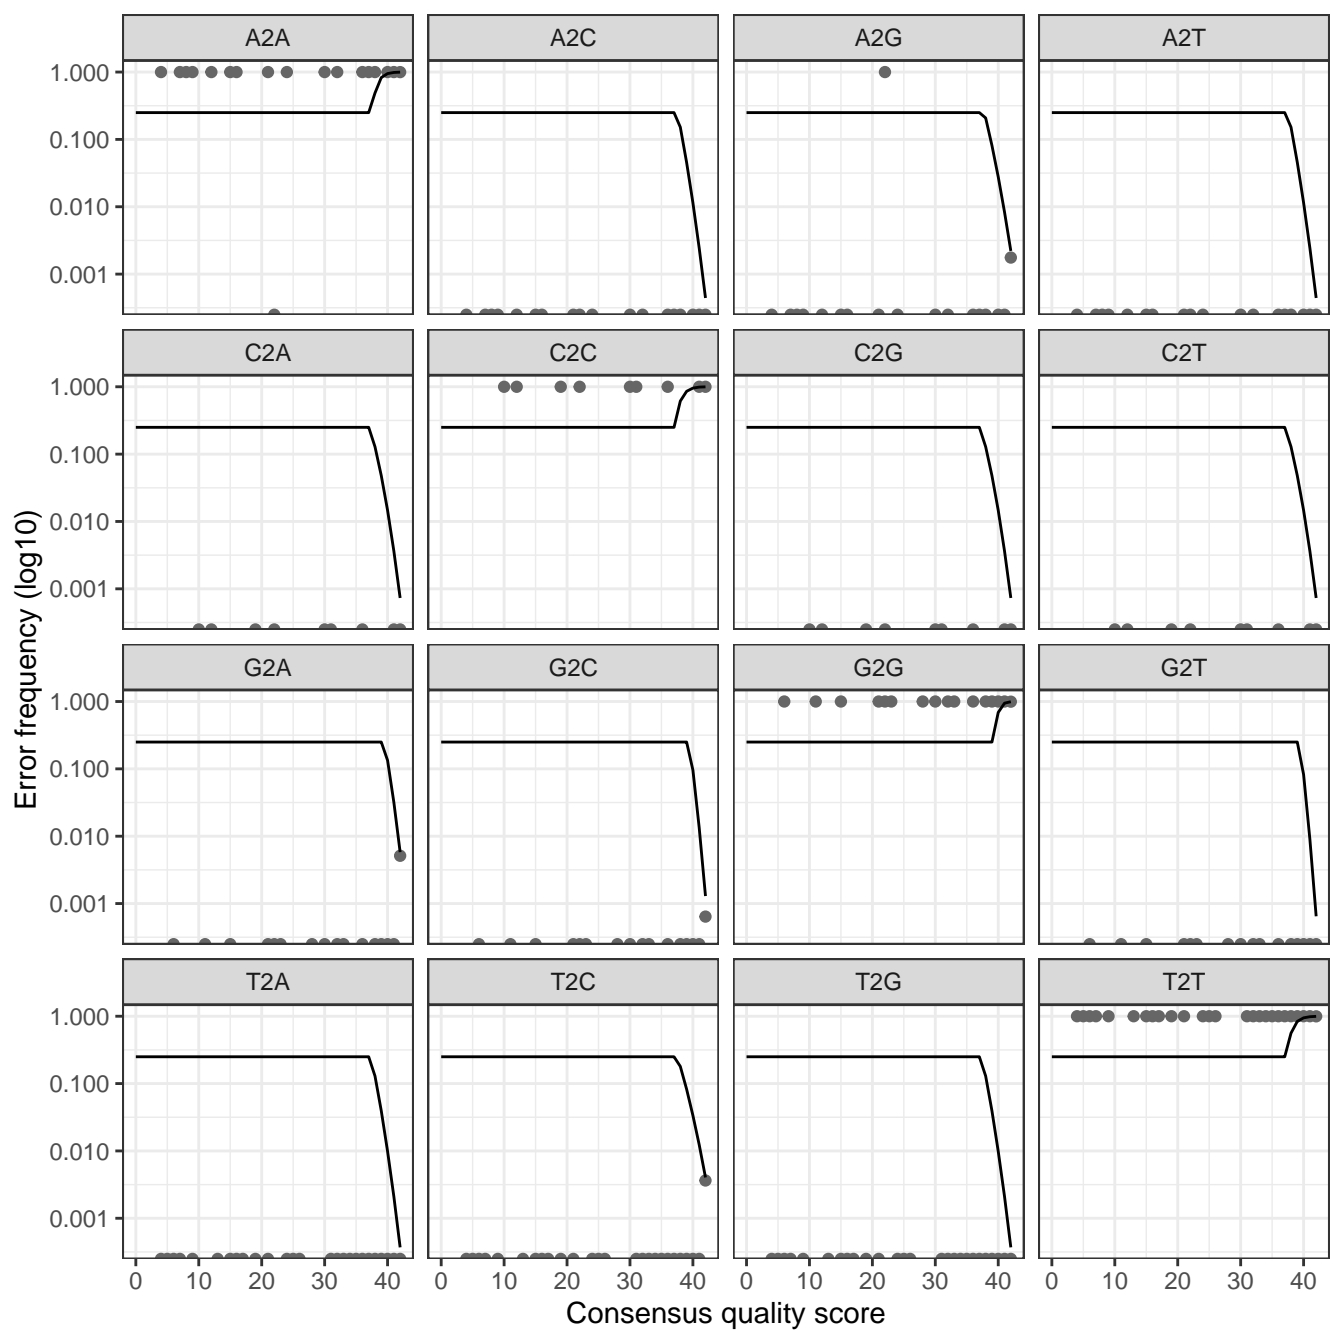 A2A A2C A2G A2T
1.000
0.100
0.010
0.001
C2A C2C C2G C2T
1.000
0.100
0.010
0.001
G2A G2C G2G G2T
1.000
0.100
0.010
0.001
T2A T2C T2G T2T
1.000
0.100
0.010
0.001
0 10 20 30 40 0 10 20 30 40 0 10 20 30 40 0 10 20 30 40
Consensus quality score
Error frequency (log10)